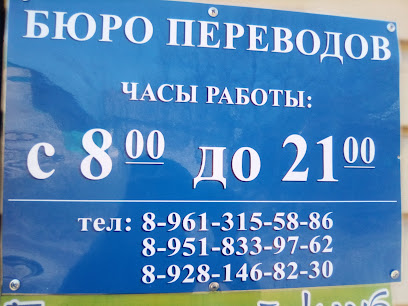 БЮРО ПЕРЕВОДОВ
ЧАСЫ РАБОТЫ:
с 8 00 до 21 00
тел: 8-961-315-58-86
8-951-833-97-62
8-928-146-82-30